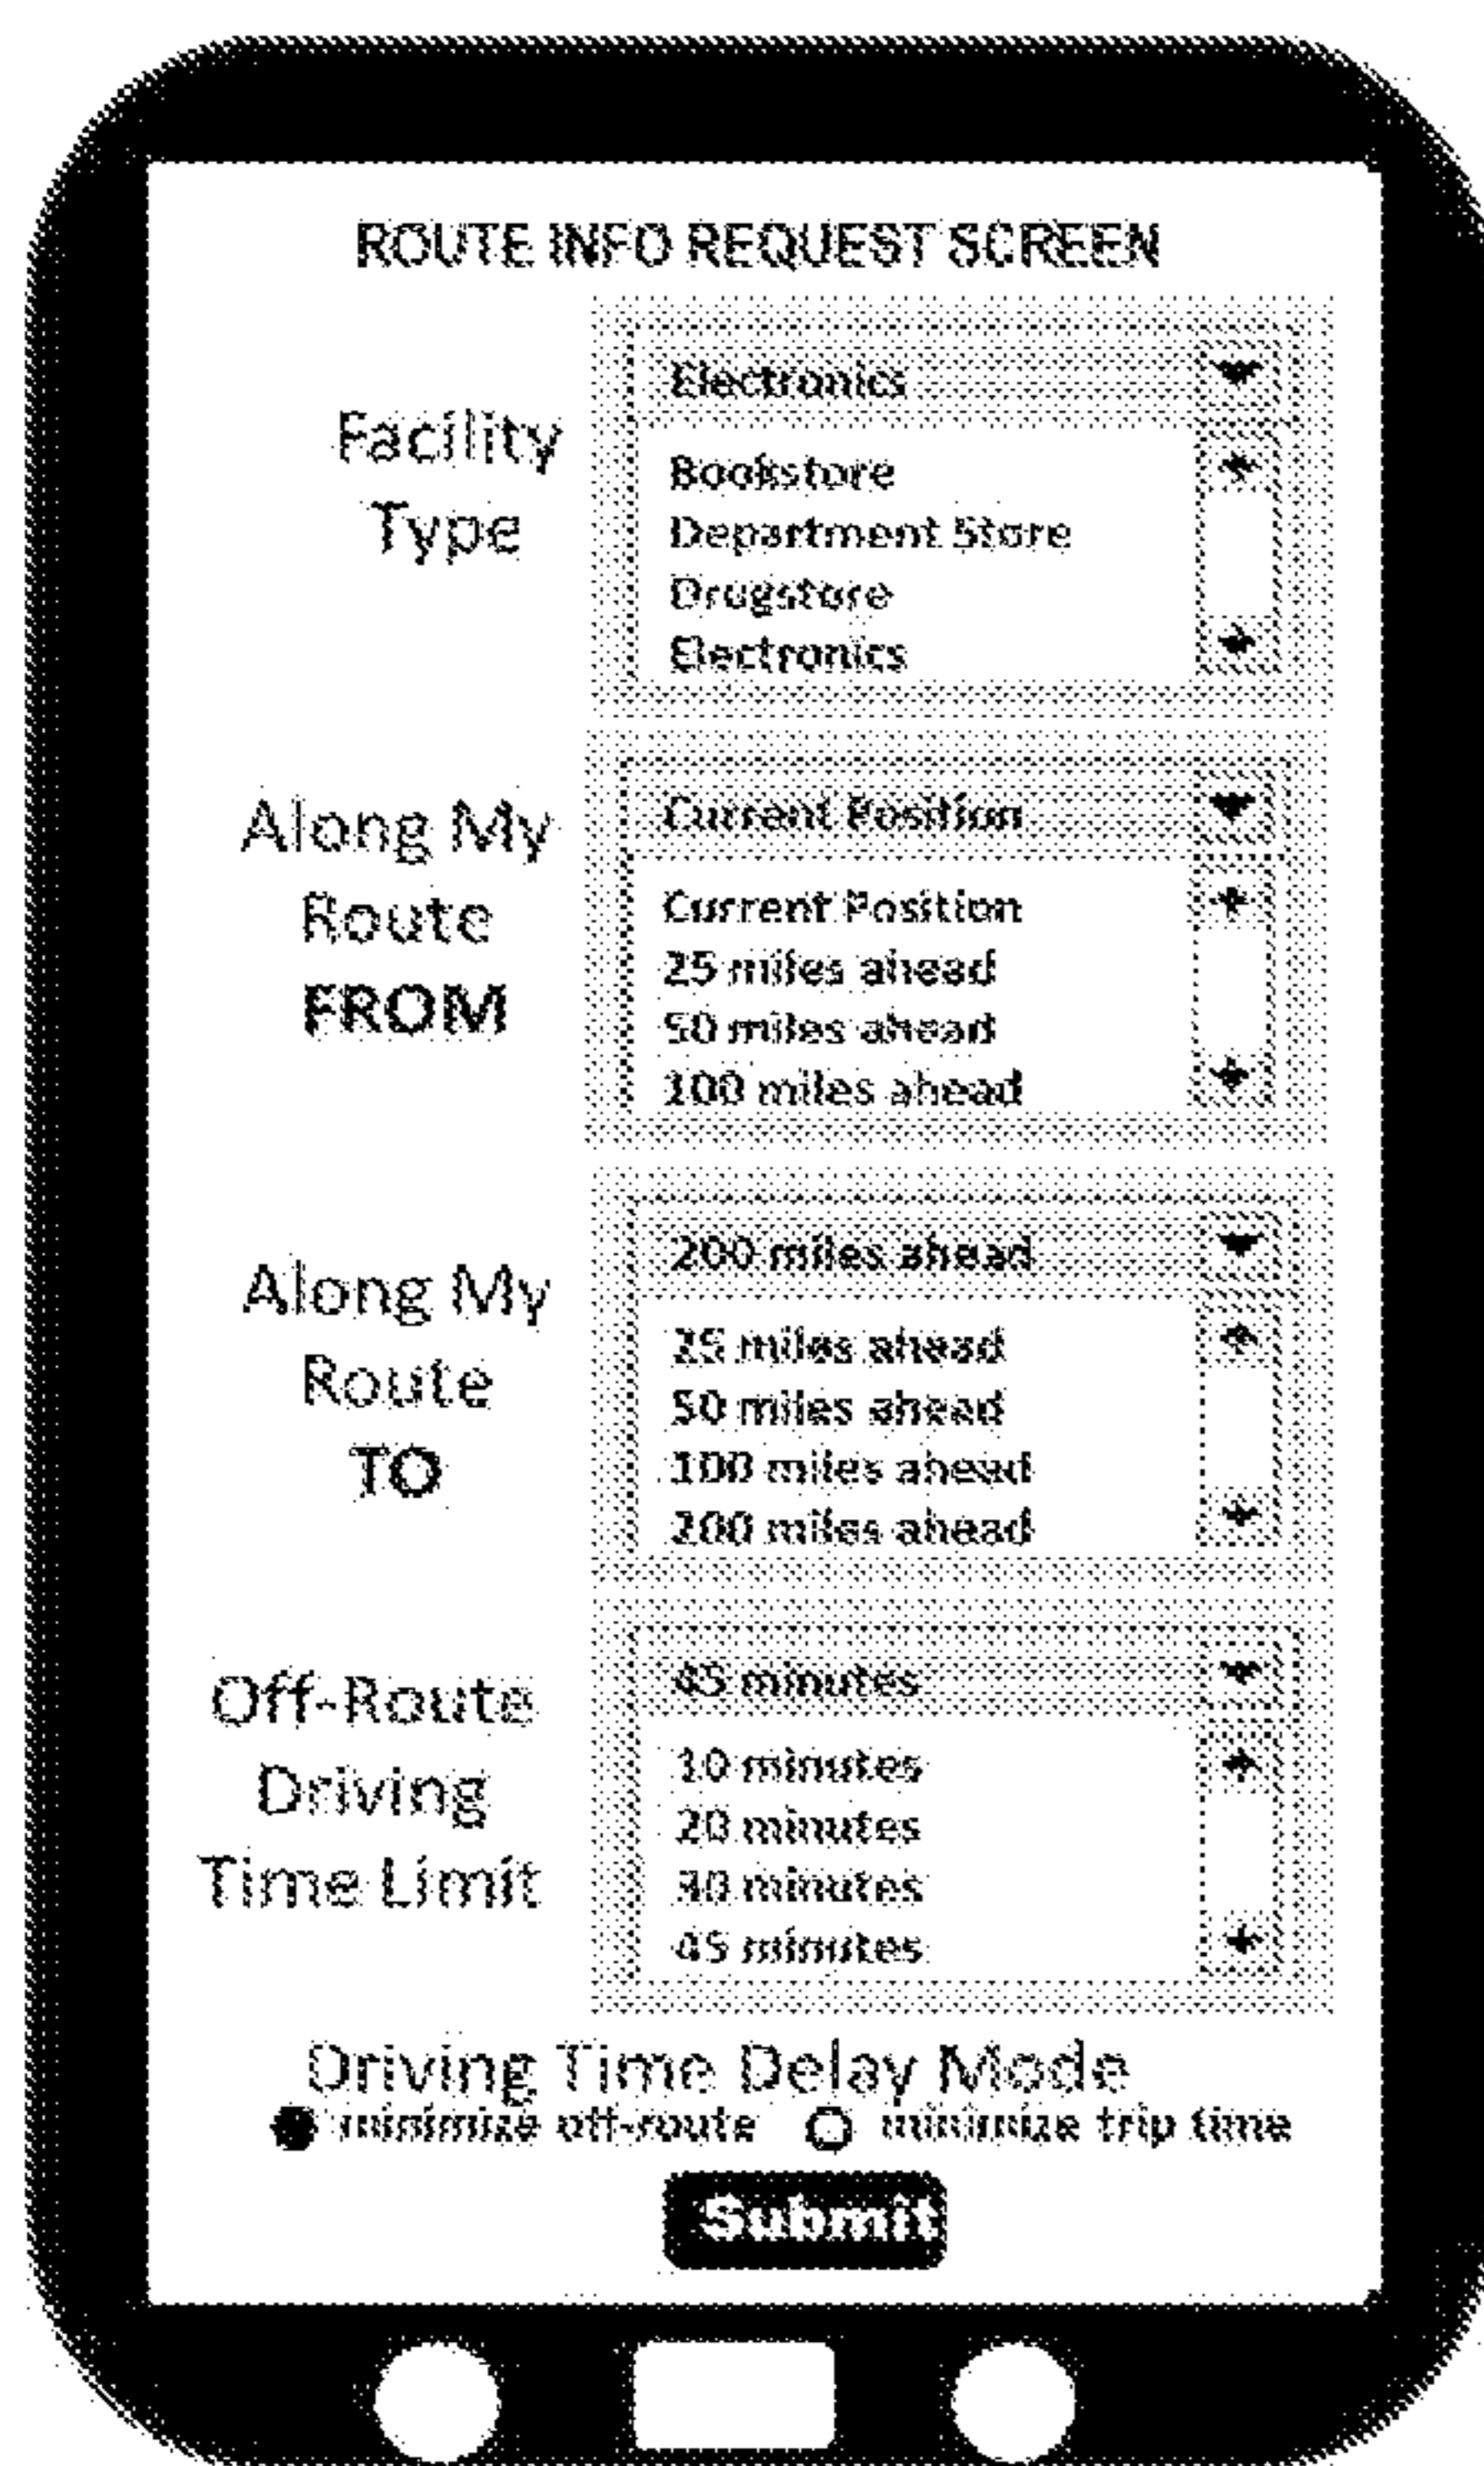 ROUTE INFO REQUEST SCREEN
Facility
Type
Electronics
Bookstore
Department Store
Drugstore
Electronics
Along My
Route
FROM
Current Position
Current Position
25 miles ahead
50 miles ahead
100 miles ahead
Along My
Route
TO
200 miles ahead
25 miles ahead
50 miles ahead
100 miles ahead
200 miles ahead
Off-Route
Driving
Time Limit
45 minutes
10 minutes
20 minutes
30 minutes
45 minutes
Driving Time Delay Mode
minimize off-route minimize trip time
Submit